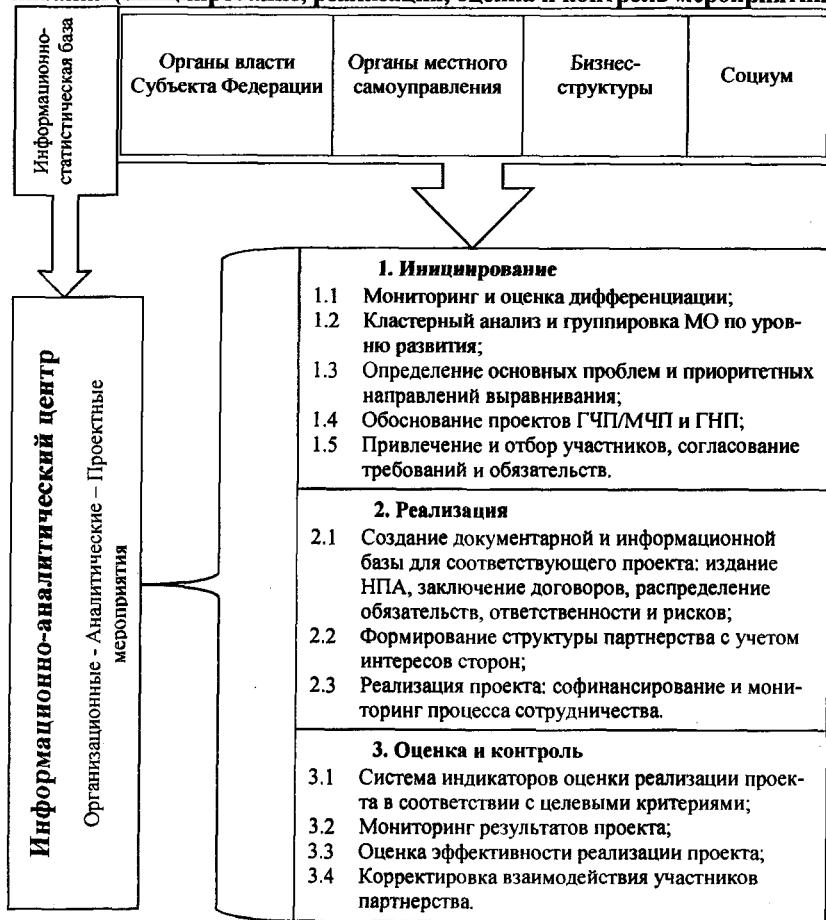 Информационно-
статистическая база
Органы власти
Субъекта Федерации
Органы местного
самоуправления
Бизнес-
структуры
Социум
Информационно-аналитический центр
Организационные - Аналитические – Проектные
мероприятия
1. Инициирование
1.1 Мониторинг и оценка дифференциации;
1.2 Кластерный анализ и группировка МО по уров-
ню развития;
1.3 Определение основных проблем и приоритетных
направлений выравнивания;
1.4 Обоснование проектов ГЧП/МЧП и ГНП;
1.5 Привлечение и отбор участников, согласование
требований и обязательств.
2. Реализация
2.1 Создание документарной и информационной
базы для соответствующего проекта: издание
НПА, заключение договоров, распределение
обязательств, ответственности и рисков;
2.2 Формирование структуры партнерства с учетом
интересов сторон;
2.3 Реализация проекта: софинансирование и мони-
торинг процесса сотрудничества.
3. Оценка и контроль
3.1 Система индикаторов оценки реализации проек-
та в соответствии с целевыми критериями;
3.2 Мониторинг результатов проекта;
3.3 Оценка эффективности реализации проекта;
3.4 Корректировка взаимодействия участников
партнерства.